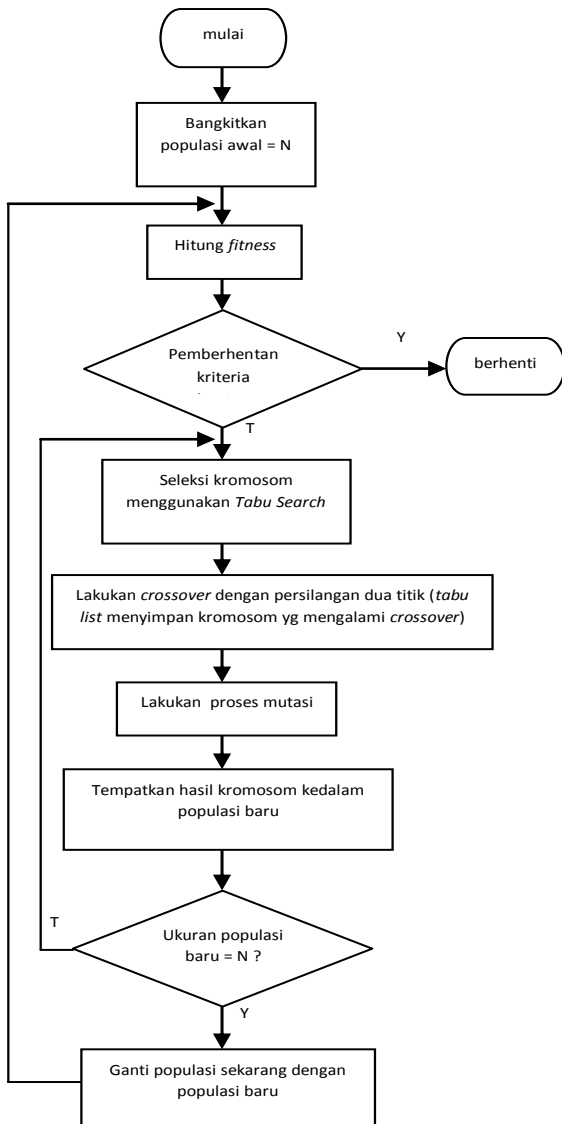 mulai
Bangkitkan
populasi awal = N
Hitung fitness
Pemberhentan
kriteria
Y
berhenti
T
Seleksi kromosom
menggunakan Tabu Search
Lakukan crossover dengan persilangan dua titik (tabu
list menyimpan kromosom yg mengalami crossover)
Lakukan proses mutasi
Tempatkan hasil kromosom kedalam
populasi baru
T
Ukuran populasi
baru = N ?
Y
Ganti populasi sekarang dengan
populasi baru